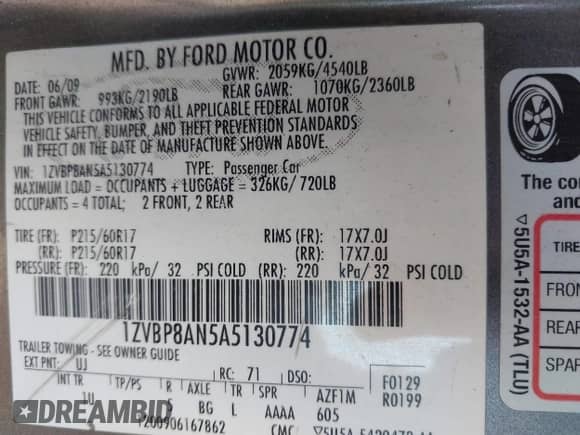 MFD. BY FORD MOTOR CO.
DATE: 06/09
GVWR: 2059KG/4540LB
FRONT GAWR: 993KG/2190LB
REAR GAWR: 1070KG/2360LB
THIS VEHICLE CONFORMS TO ALL APPLICABLE FEDERAL MOTOR
VEHICLE SAFETY, BUMPER, AND THEFT PREVENTION STANDARDS
IN EFFECT ON THE DATE OF MANUFACTURE SHOWN ABOVE.
VIN: 1ZVBP8AN5A5130774 TYPE: Passenger Car
MAXIMUM LOAD = OCCUPANTS + LUGGAGE = 326KG/ 720LB
OCCUPANTS = 4 TOTAL; 2 FRONT, 2 REAR
TIRE (FR): P215/60R17 RIMS (FR): 17X7.0J
(RR): P215/60R17 (RR): 17X7.0J
PRESSURE (FR): 220 kPa/ 32 PSI COLD (RR): 220 kPa/ 32 PSI COLD
1ZVBP8AN5A5130774
TRAILER TOWING - SEE OWNER GUIDE
EXT PNT: UJ RC: 71 DSO: F0129
INT TR TP/PS R AXLE TR SPR AZF1M R0199
LU S BG L AAAA 605
1200906167862 CMC ▽5U5A-
▽5U5A-1532-AA (TLU)
The co
and
TIRE
FRON
REAR
SPAR
DREAMBID